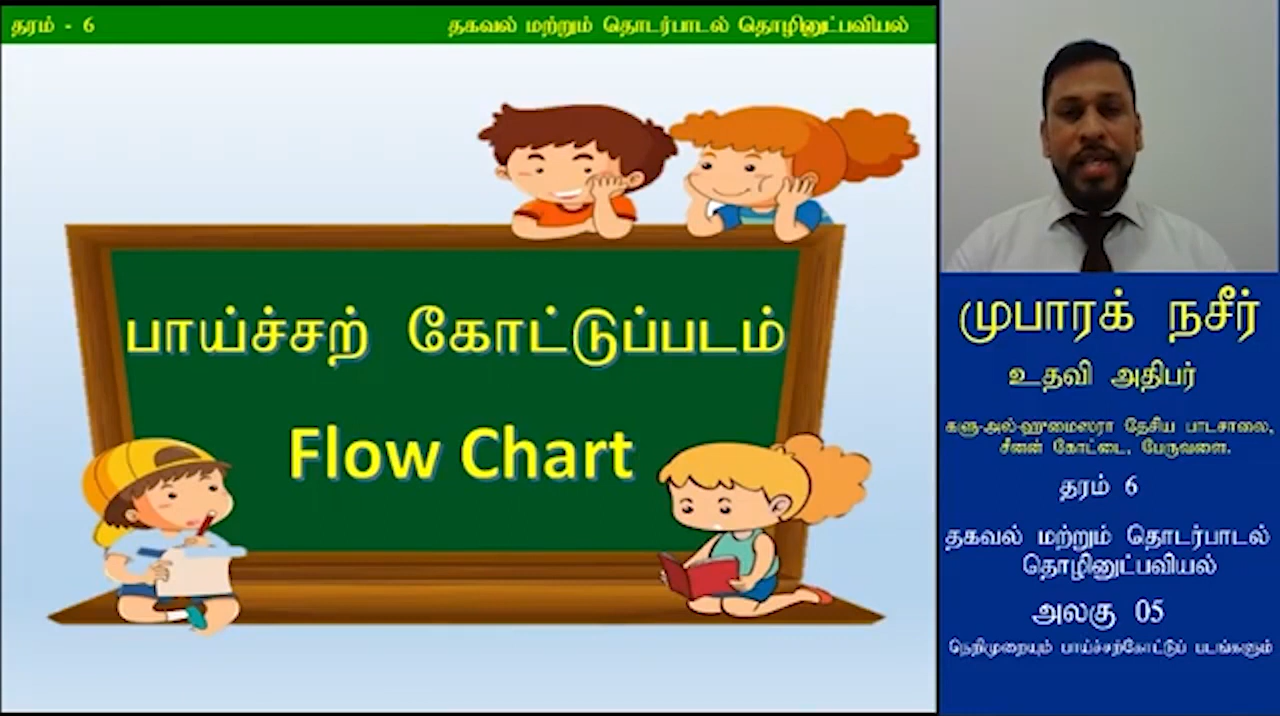 தரம் - 6
தகவல் மற்றும் தொடர்பாடல் தொழினுட்பவியல்
பாய்ச்சற் கோட்டுப்படம்
Flow Chart
முபாரக் நசீர்
உதவி அதிபர்
களு-அல்-ஹுமைஸரா தேசிய பாடசாலை,
சீனன் கோட்டை, பேருவளை.
தரம் 6
தகவல் மற்றும் தொடர்பாடல்
தொழினுட்பவியல்
அலகு 05
நெறிமுறையும் பாய்ச்சற்கோட்டுப் படங்களும்